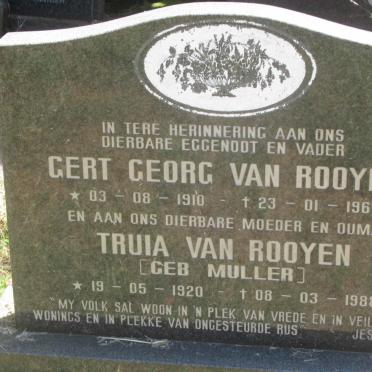 IN TERE HERINNERING AAN ONS
DIERBARE EGGENOOT EN VADER
GERT GEORG VAN ROOY
★ 03 - 08 - 1910 - † 23 - 01 - 196
EN AAN ONS DIERBARE MOEDER EN OUM
TRUIA VAN ROOYEN
[GEB MULLER]
★ 19 - 05 - 1920 - † 08 - 03 - 1988
"MY VOLK SAL WOON IN 'N PLEK VAN VREDE EN IN VEIL
WONINGS EN IN PLEKKE VAN ONGESTEURDE RUS" JES